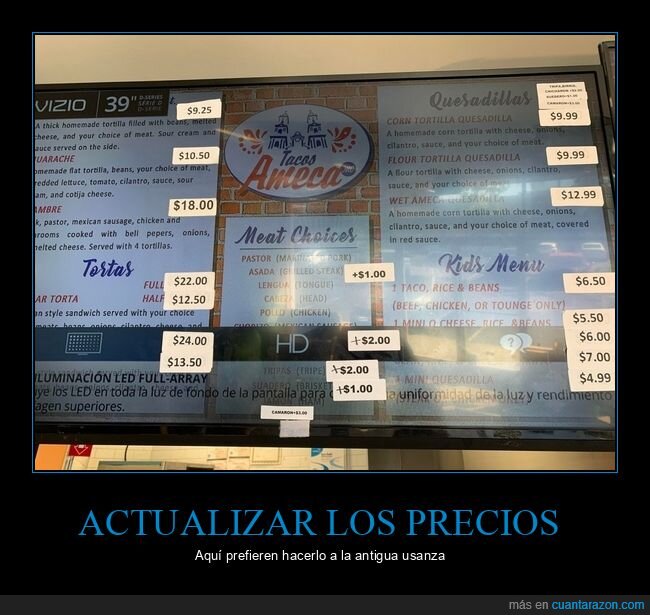 VIZIO 39" D-SERIES
SÉRIE D
D-SERIE
$9.25
A thick homemade tortilla filled with beans, melted
cheese, and your choice of meat. Sour cream and
sauce served on the side.
$10.50
homemade flat tortilla, beans, your choice of meat,
shredded lettuce, tomato, cilantro, sauce, sour
cream, and cotija cheese.
AMBRE $18.00
pastor, mexican sausage, chicken and
cooked with bell pepers, onions,
melted cheese. Served with 4 tortillas.
Tortas
FULL $22.00
AR TORTA HALF $12.50
an style sandwich served with your choice
$24.00
$13.50
ILUMINACIÓN LED FULL-ARRAY
uye los LED en toda la luz de fondo de la pantalla para uniformidad de la luz y rendimiento
agen superiores.
Tacos
Ameca
Meat Choices
PASTOR (MARINATED PORK)
ASADA (GRILLED STEAK)
+$1.00
LENGUA (TONGUE)
CABEZA (HEAD)
POLLO (CHICKEN)
HD
+$2.00
TRIPAS (TRIPE
+$2.00
SUADERO (BRISKET
+$1.00
CAMARON+$3.00
Quesadillas
CORN TORTILLA QUESADILLA $9.99
A homemade corn tortilla with cheese, onions,
cilantro, sauce, and your choice of meat.
FLOUR TORTILLA QUESADILLA $9.99
A flour tortilla with cheese, onions, cilantro,
sauce, and your choice of meat
WET AMECA QUESADILLA $12.99
A homemade corn tortilla with cheese, onions,
cilantro, sauce, and your choice of meat, covered
in red sauce.
Kids Menu
1 TACO, RICE & BEANS $6.50
(BEEF, CHICKEN, OR TOUNGE ONLY)
$5.50
1 MINI Q CHEESE, RICE, &BEANS
$6.00
$7.00
MINI QUESADILLA $4.99
ACTUALIZAR LOS PRECIOS
Aquí prefieren hacerlo a la antigua usanza
más en cuantarazon.com